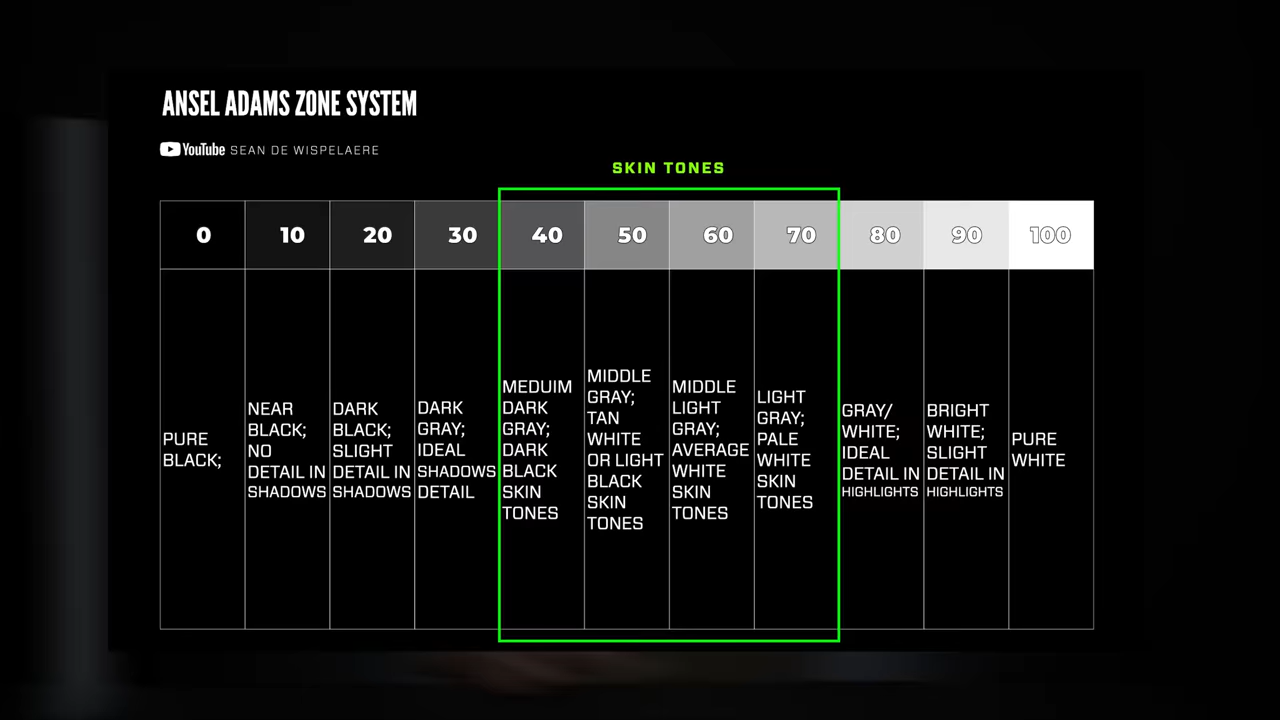 ANSEL ADAMS ZONE SYSTEM
YouTube SEAN DE WISPELAERE
SKIN TONES
0 10 20 30 40 50 60 70 80 90 100
PURE
BLACK;
NEAR
BLACK;
NO
DETAIL IN
SHADOWS
DARK
BLACK;
SLIGHT
DETAIL IN
SHADOWS
DARK
GRAY;
IDEAL
SHADOWS
DETAIL
MEDUIM
DARK
GRAY;
DARK
BLACK
SKIN
TONES
MIDDLE
GRAY;
TAN
WHITE
OR LIGHT
BLACK
SKIN
TONES
MIDDLE
LIGHT
GRAY;
AVERAGE
WHITE
SKIN
TONES
LIGHT
GRAY;
PALE
WHITE
SKIN
TONES
GRAY/
WHITE;
IDEAL
DETAIL IN
HIGHLIGHTS
BRIGHT
WHITE;
SLIGHT
DETAIL IN
HIGHLIGHTS
PURE
WHITE